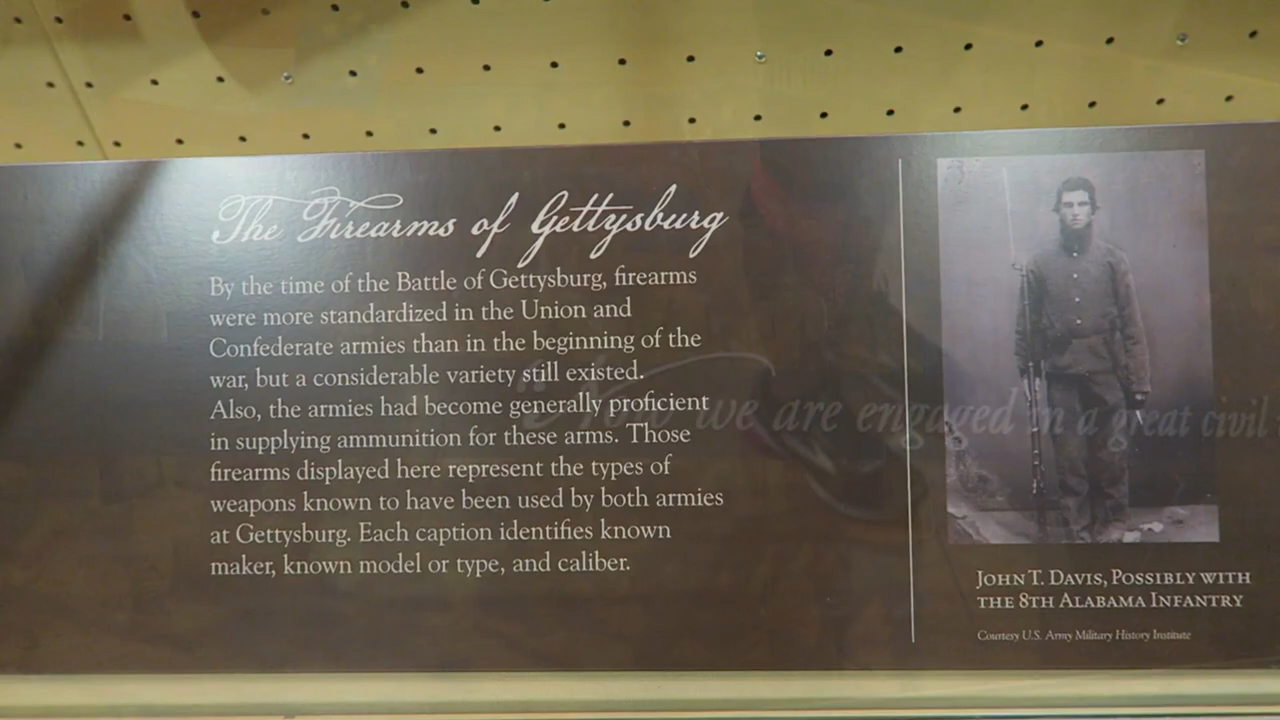 The Firearms of Gettysburg
By the time of the Battle of Gettysburg, firearms
were more standardized in the Union and
Confederate armies than in the beginning of the
war, but a considerable variety still existed.
Also, the armies had become generally proficient
in supplying ammunition for these arms. Those
firearms displayed here represent the types of
weapons known to have been used by both armies
at Gettysburg. Each caption identifies known
maker, known model or type, and caliber.
"Now we are engaged in a great civil
JOHN T. DAVIS, POSSIBLY WITH
THE 8TH ALABAMA INFANTRY
Courtesy U.S. Army Military History Institute